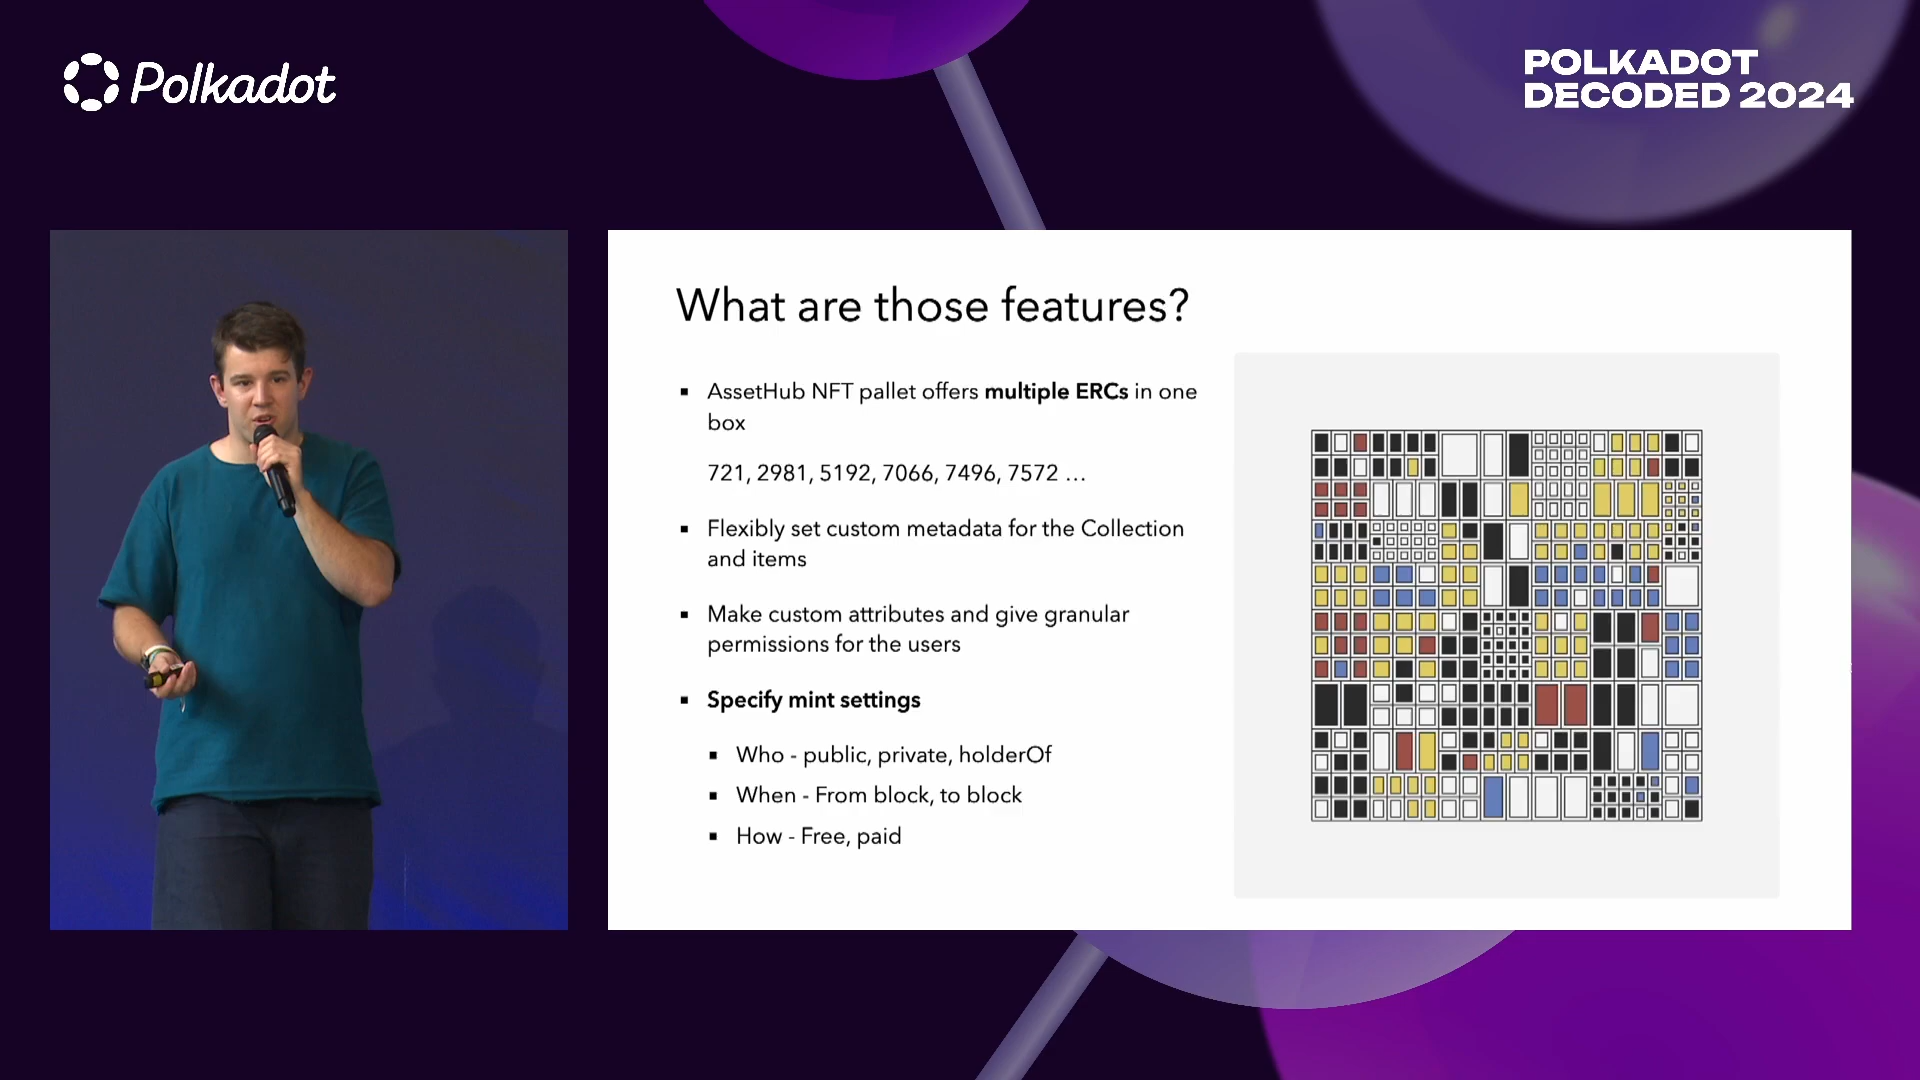 Polkadot
POLKADOT
DECODED 2024
What are those features?
▪ AssetHub NFT pallet offers multiple ERCs in one
box
721, 2981, 5192, 7066, 7496, 7572 …
▪ Flexibly set custom metadata for the Collection
and items
▪ Make custom attributes and give granular
permissions for the users
▪ Specify mint settings
▪ Who - public, private, holderOf
▪ When - From block, to block
▪ How - Free, paid